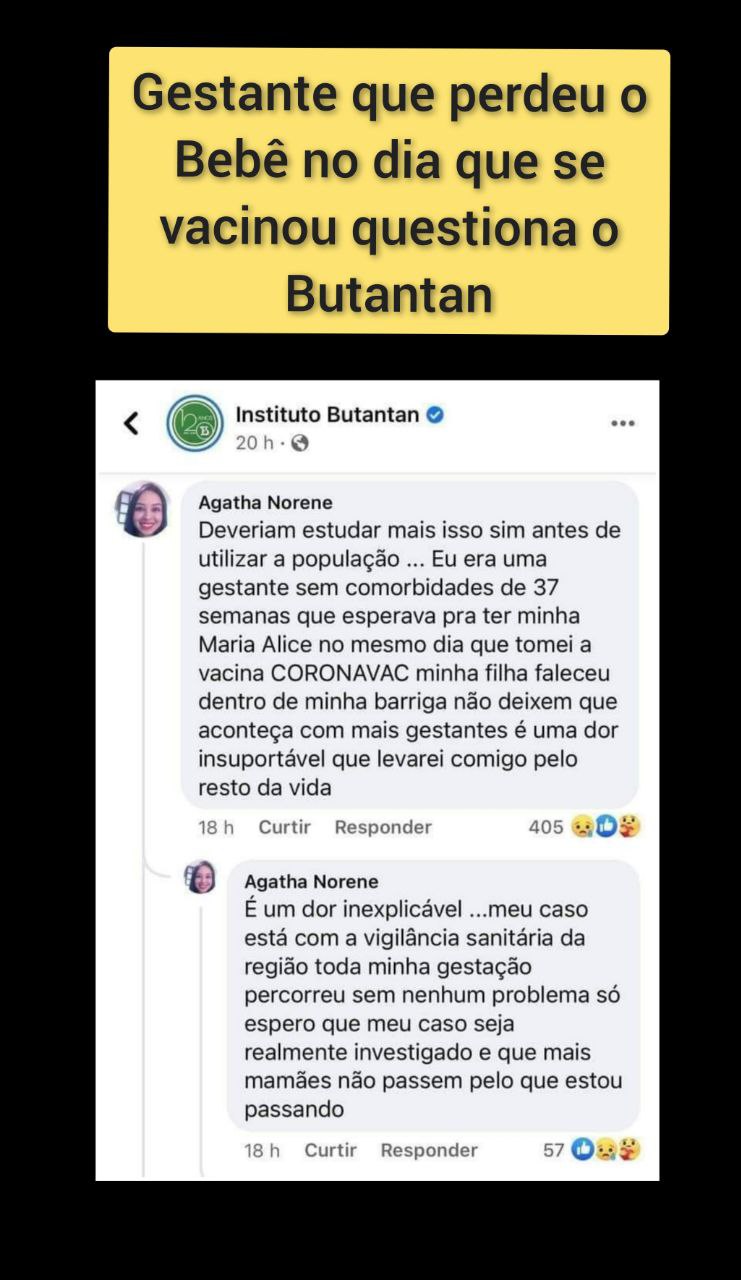 Gestante que perdeu o
Bebê no dia que se
vacinou questiona o
Butantan
Instituto Butantan
20 h ·
Agatha Norene
Deveriam estudar mais isso sim antes de
utilizar a população ... Eu era uma
gestante sem comorbidades de 37
semanas que esperava pra ter minha
Maria Alice no mesmo dia que tomei a
vacina CORONAVAC minha filha faleceu
dentro de minha barriga não deixem que
aconteça com mais gestantes é uma dor
insuportável que levarei comigo pelo
resto da vida
18 h Curtir Responder 405
Agatha Norene
É um dor inexplicável ...meu caso
está com a vigilância sanitária da
região toda minha gestação
percorreu sem nenhum problema só
espero que meu caso seja
realmente investigado e que mais
mamães não passem pelo que estou
passando
18 h Curtir Responder 57